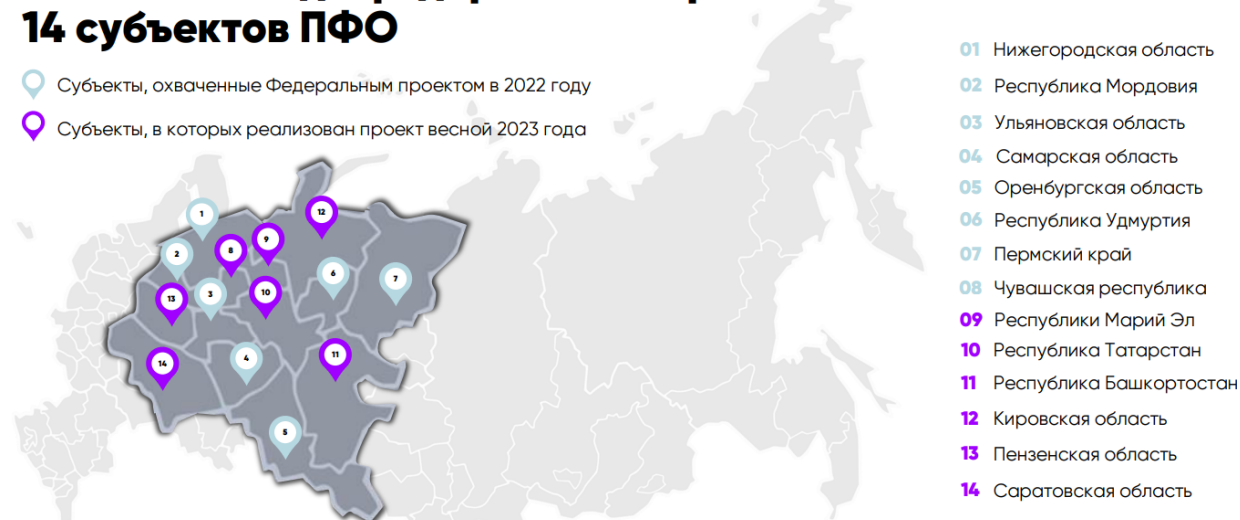 14 субъектов ПФО
Субъекты, охваченные Федеральным проектом в 2022 году
Субъекты, в которых реализован проект весной 2023 года
1
12
9
8
2
6
7
10
3
13
11
4
14
5
01 Нижегородская область
02 Республика Мордовия
03 Ульяновская область
04 Самарская область
05 Оренбургская область
06 Республика Удмуртия
07 Пермский край
08 Чувашская республика
09 Республики Марий Эл
10 Республика Татарстан
11 Республика Башкортостан
12 Кировская область
13 Пензенская область
14 Саратовская область